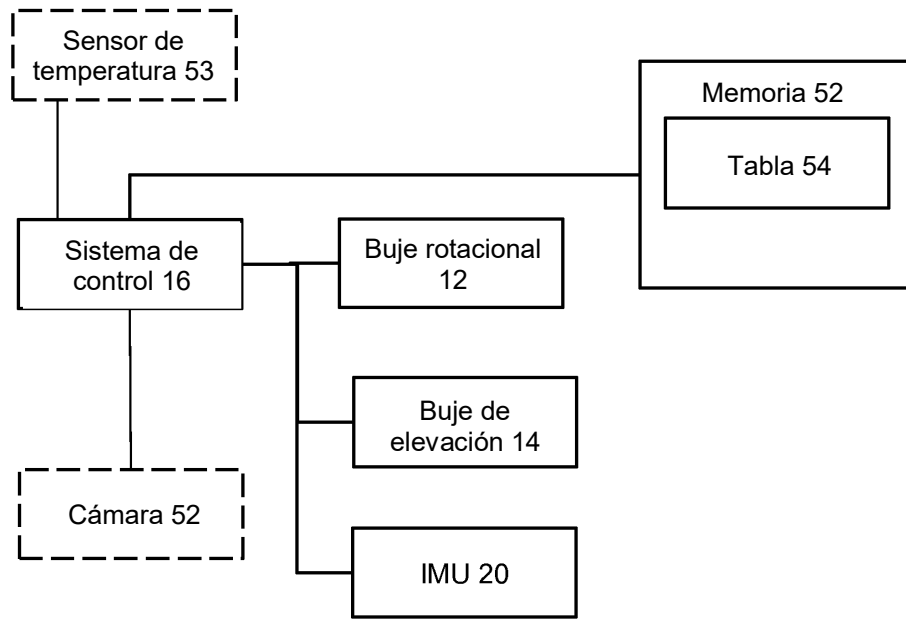 Sensor de
temperatura 53
Memoria 52
Tabla 54
Sistema de
control 16
Buje rotacional
12
Buje de
elevación 14
Cámara 52
IMU 20